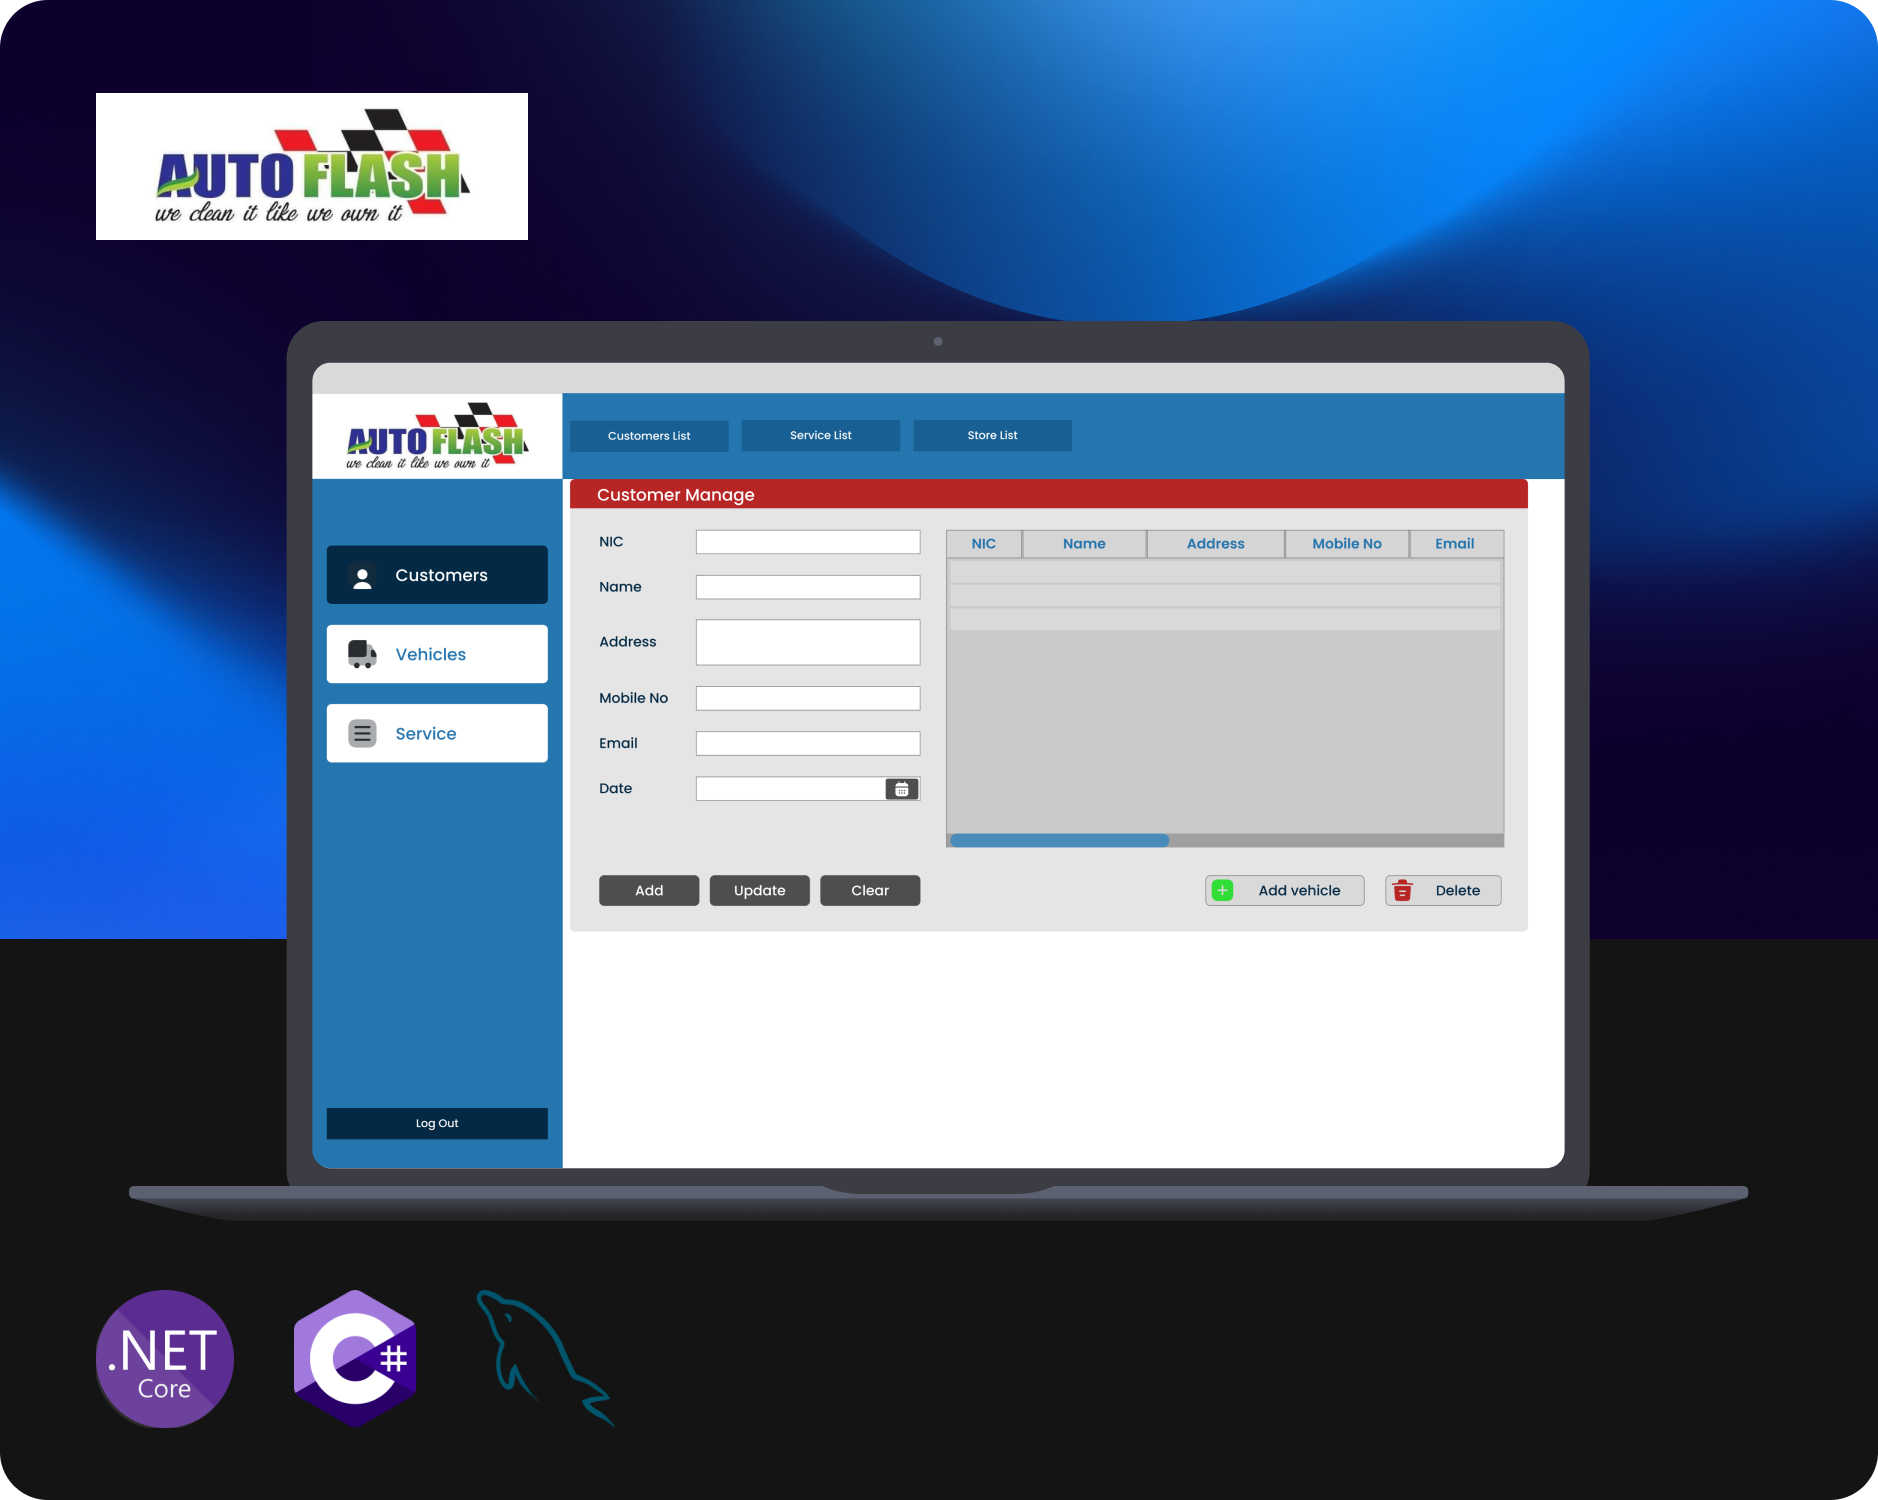 AUTO FLASH
we clean it like we own it
AUTO FLASH
we clean it like we own it
Customers List
Service List
Store List
Customer Manage
Customers
Vehicles
Service
Log Out
NIC
Name
Address
Mobile No
Email
Date
NIC Name Address Mobile No Email
Add
Update
Clear
Add vehicle
Delete
.NET
Core
C#